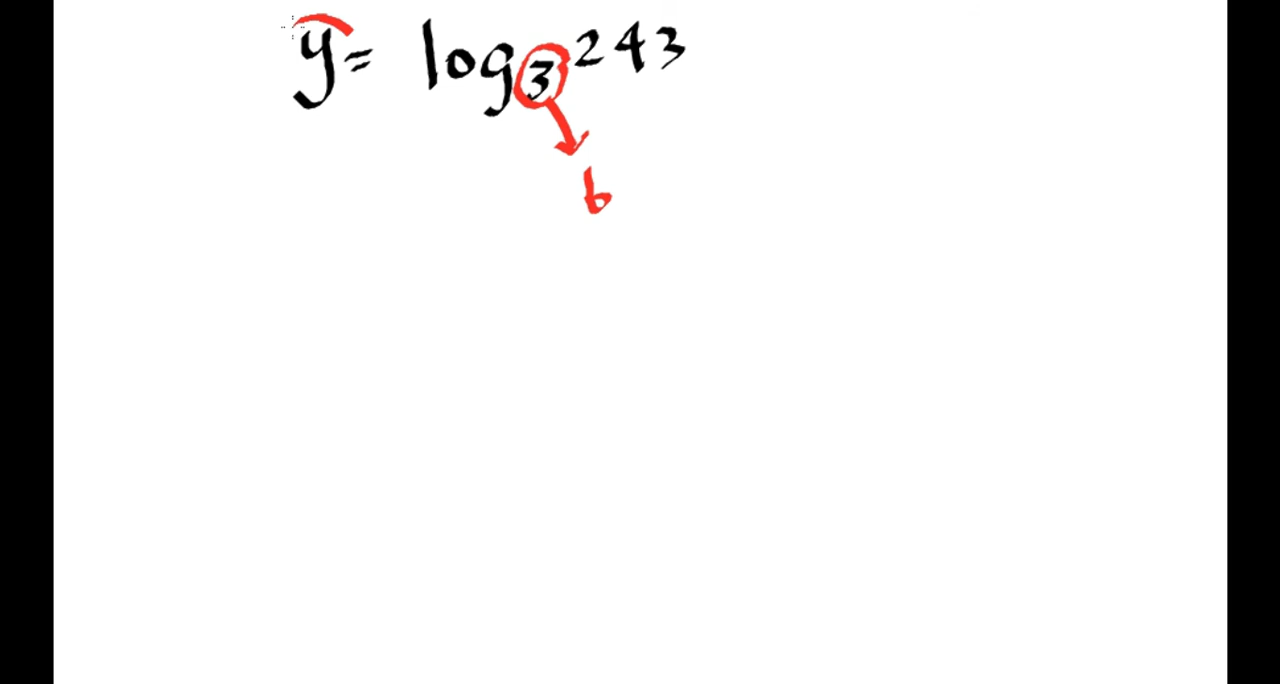 y = log₃ 243
b